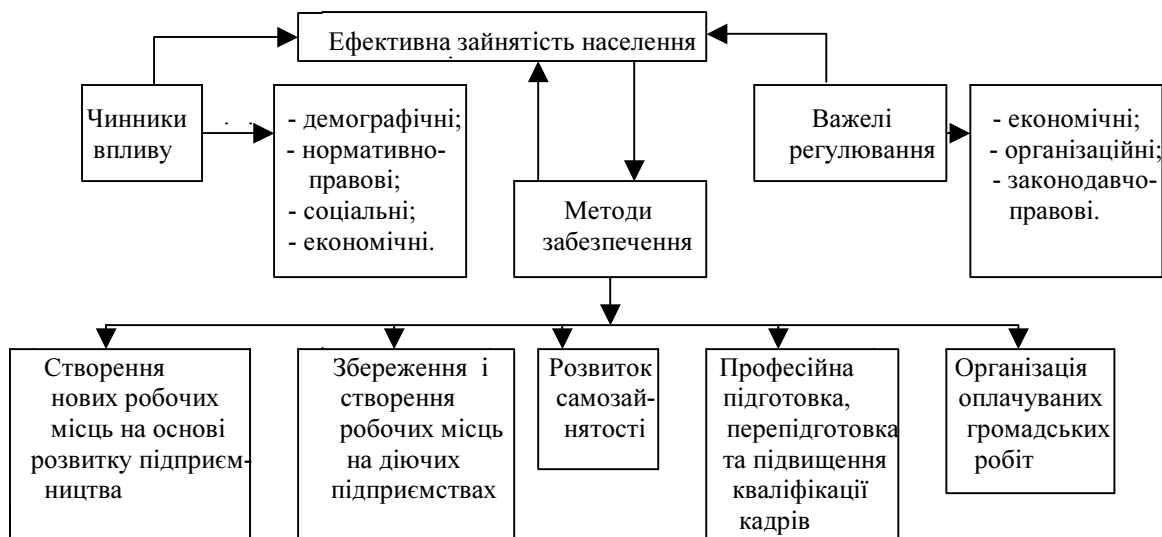 Ефективна зайнятість населення
Чинники
впливу
- демографічні;
- нормативно-
правові;
- соціальні;
- економічні.
Методи
забезпечення
Важелі
регулювання
- економічні;
- організаційні;
- законодавчо-
правові.
Створення
нових робочих
місць на основі
розвитку підприєм-
ництва
Збереження і
створення
робочих місць
на діючих
підприємствах
Розвиток
самозай-
нятості
Професійна
підготовка,
перепідготовка
та підвищення
кваліфікації
кадрів
Організація
оплачуваних
громадських
робіт